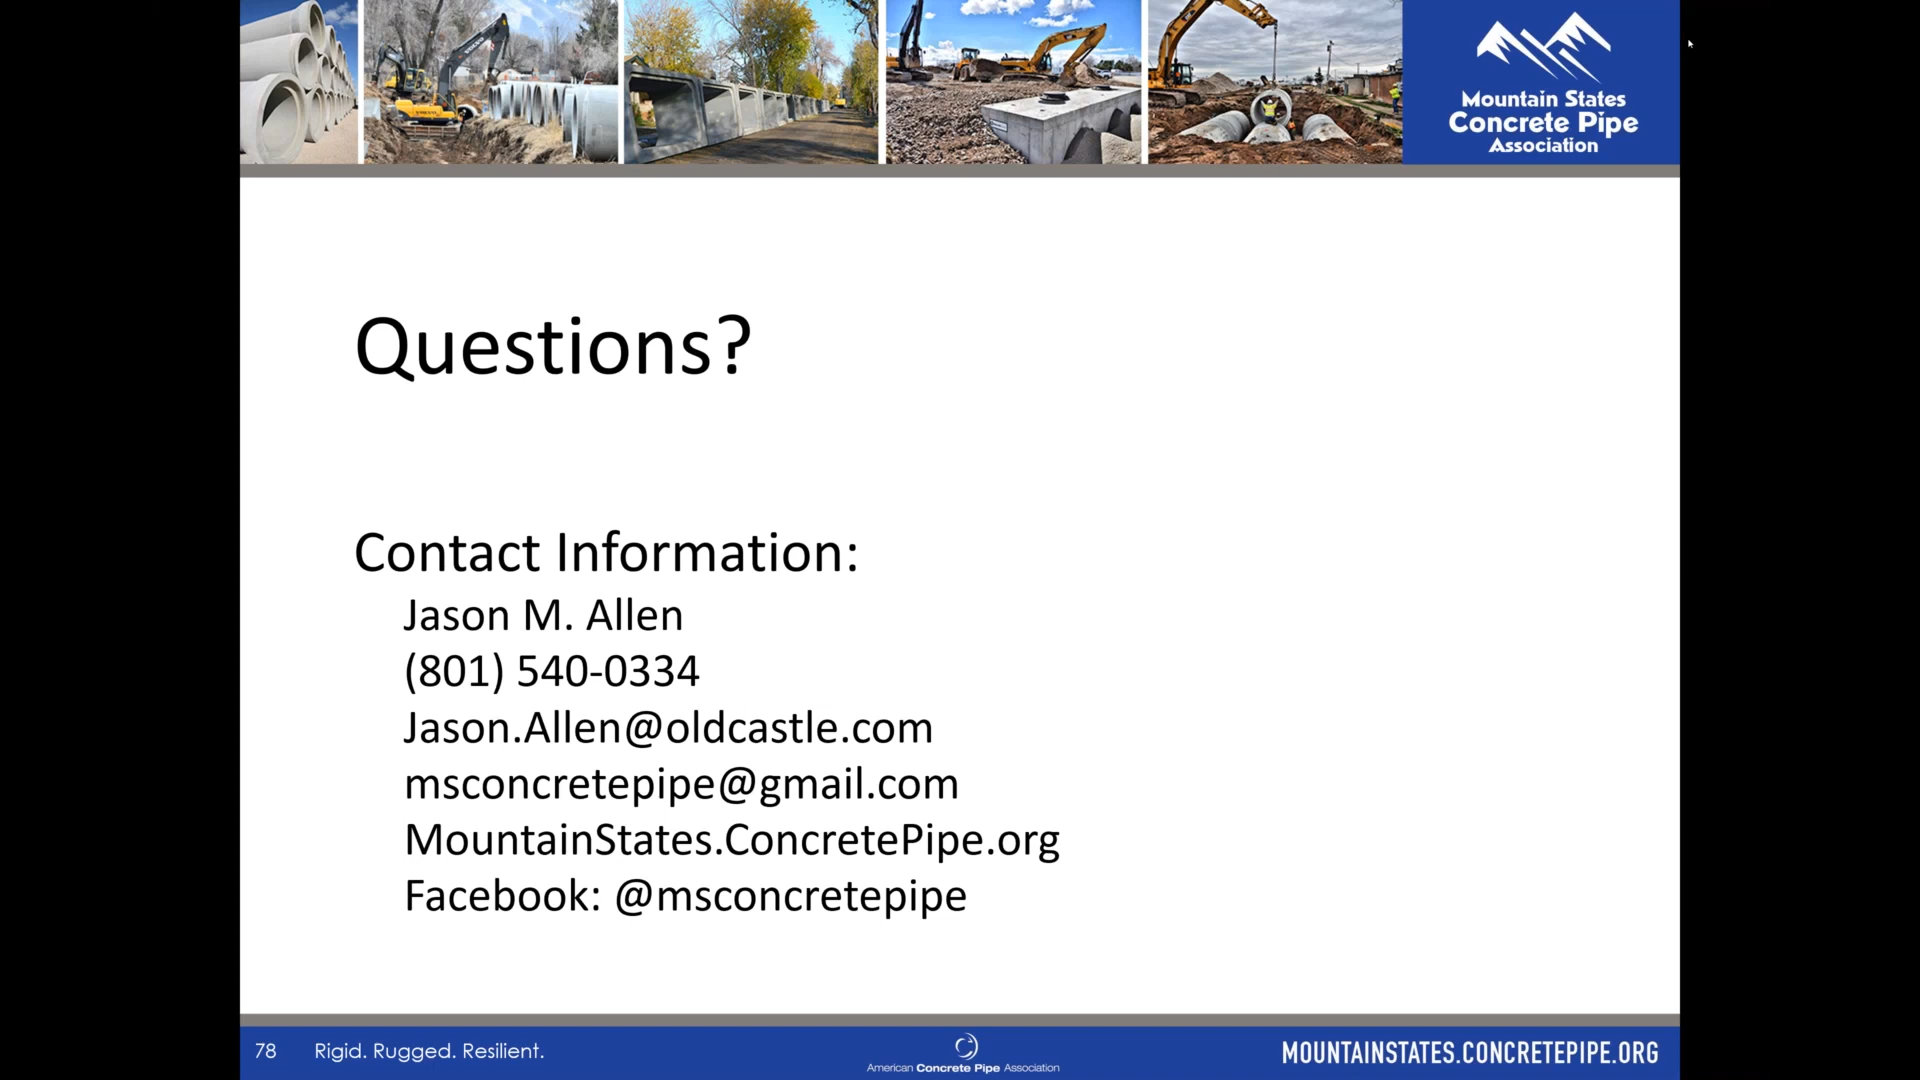 Mountain States
Concrete Pipe
Association
Questions?
Contact Information:
Jason M. Allen
(801) 540-0334
Jason.Allen@oldcastle.com
msconcretepipe@gmail.com
MountainStates.ConcretePipe.org
Facebook: @msconcretepipe
78 Rigid. Rugged. Resilient.
American Concrete Pipe Association
MOUNTAINSTATES.CONCRETEPIPE.ORG